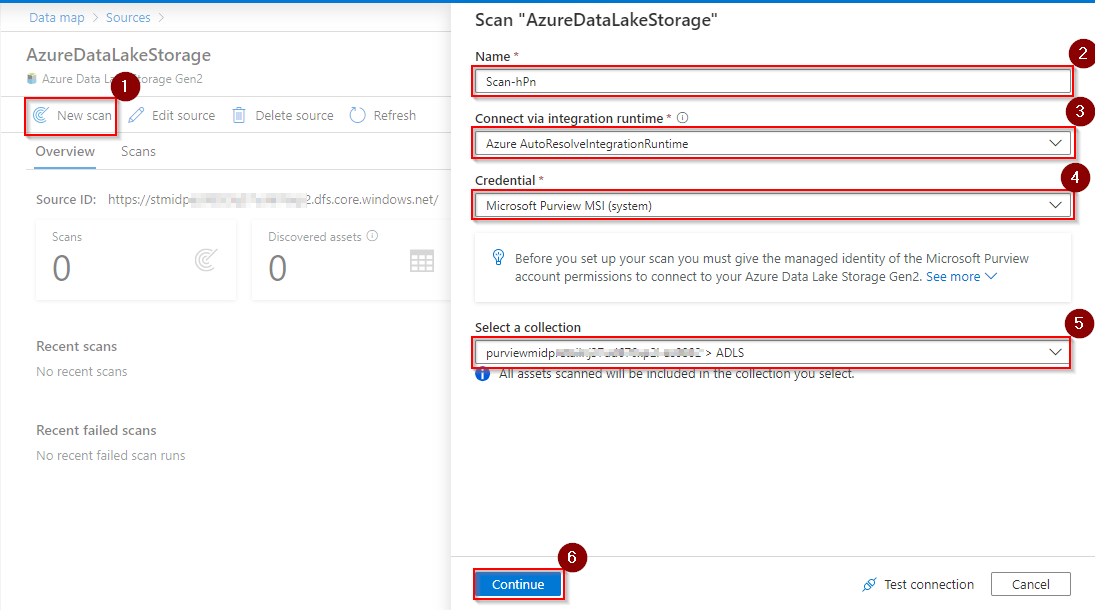 Data map > Sources >
AzureDataLakeStorage
Azure Data La rage Gen2
1
New scan
Edit source
Delete source
Refresh
Overview
Scans
Source ID: https://stmidp 2.dfs.core.windows.net/
Scans
0
Discovered assets
0
Recent scans
No recent scans
Recent failed scans
No recent failed scan runs
Scan "AzureDataLakeStorage"
Name *
2
Scan-hPn
Connect via integration runtime *
3
Azure AutoResolveIntegrationRuntime
Credential *
4
Microsoft Purview MSI (system)
Before you set up your scan you must give the managed identity of the Microsoft Purview
account permissions to connect to your Azure Data Lake Storage Gen2. See more
Select a collection
5
purviewmidp > ADLS
All assets scanned will be included in the collection you select.
6
Continue
Test connection
Cancel